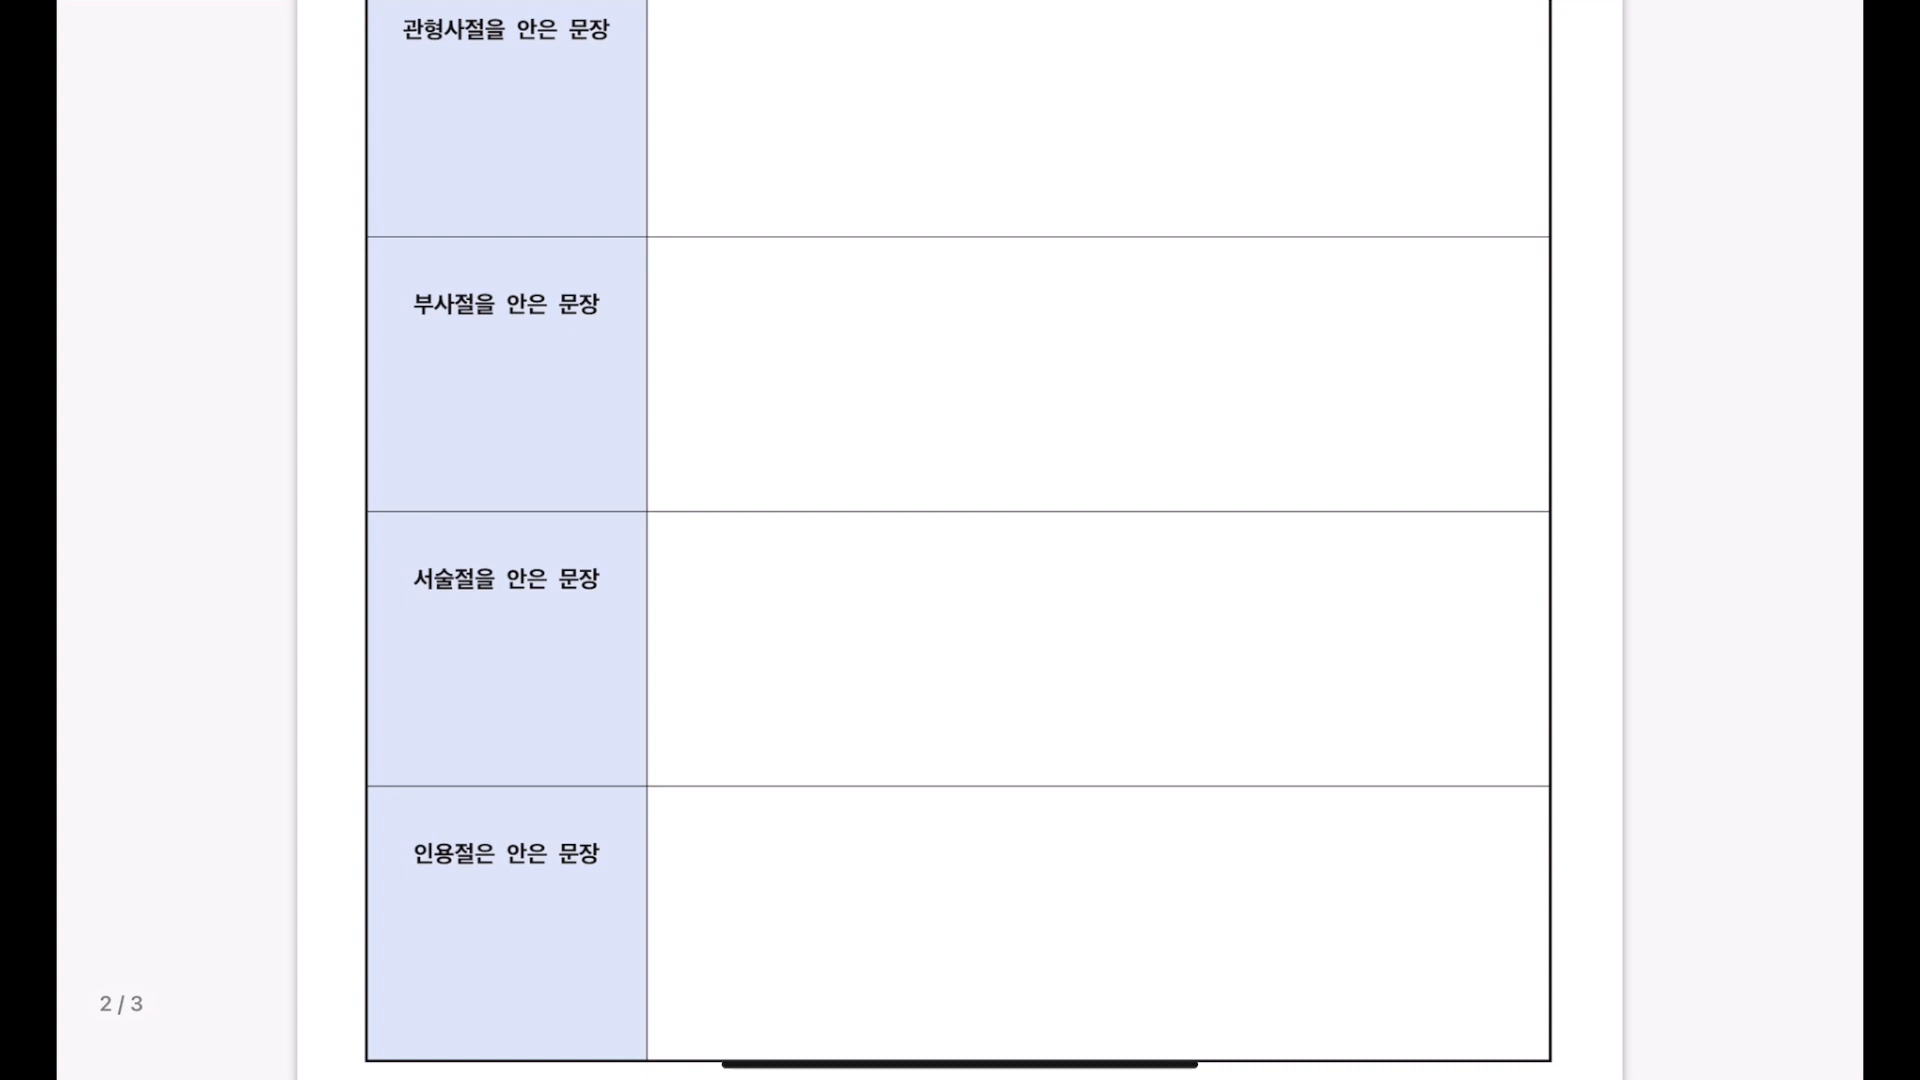 관형사절을 안은 문장
부사절을 안은 문장
서술절을 안은 문장
인용절은 안은 문장
2 / 3